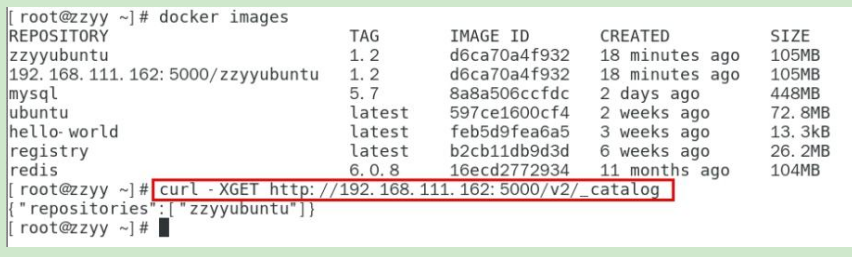 [root@zzyy ~]# docker images
REPOSITORY TAG IMAGE ID CREATED SIZE
zzyyubuntu 1.2 d6ca70a4f932 18 minutes ago 105MB
192.168.111.162:5000/zzyyubuntu 1.2 d6ca70a4f932 18 minutes ago 105MB
mysql 5.7 8a8a506ccfdc 2 days ago 448MB
ubuntu latest 597ce1600cf4 2 weeks ago 72.8MB
hello-world latest feb5d9fea6a5 3 weeks ago 13.3kB
registry latest b2cb11db9d3d 6 weeks ago 26.2MB
redis 6.0.8 16ecd2772934 11 months ago 104MB
[root@zzyy ~]# curl -XGET http://192.168.111.162:5000/v2/_catalog
{"repositories":["zzyyubuntu"]}
[root@zzyy ~]#